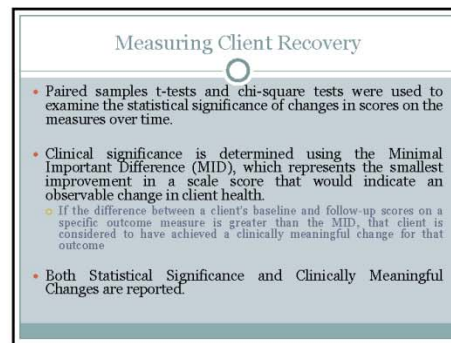 Measuring Client Recovery
• Paired samples t-tests and chi-square tests were used to
examine the statistical significance of changes in scores on the
measures over time.
• Clinical significance is determined using the Minimal
Important Difference (MID), which represents the smallest
improvement in a scale score that would indicate an
observable change in client health.
○ If the difference between a client's baseline and follow-up scores on a
specific outcome measure is greater than the MID, that client is
considered to have achieved a clinically meaningful change for that
outcome
• Both Statistical Significance and Clinically Meaningful
Changes are reported.